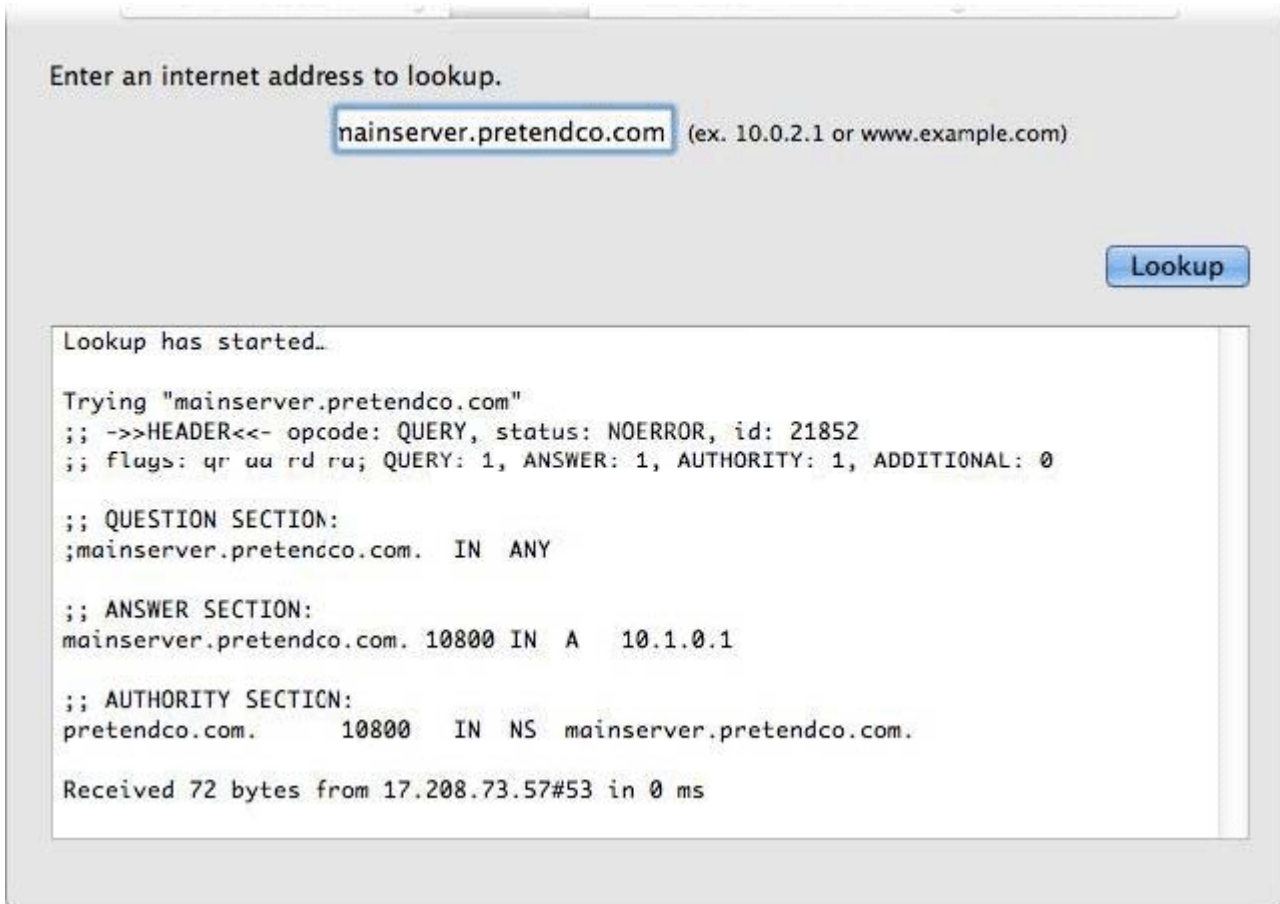 Enter an internet address to lookup.
nainserver.pretendco.com (ex. 10.0.2.1 or www.example.com)
Lookup
Lookup has started…
Trying "mainserver.pretendco.com"
;; ->>HEADER<<- opcode: QUERY, status: NOERROR, id: 21852
;; flags: qr aa rd ra; QUERY: 1, ANSWER: 1, AUTHORITY: 1, ADDITIONAL: 0
;; QUESTION SECTION:
;mainserver.pretendco.com. IN ANY
;; ANSWER SECTION:
mainserver.pretendco.com. 10800 IN A 10.1.0.1
;; AUTHORITY SECTION:
pretendco.com. 10800 IN NS mainserver.pretendco.com.
Received 72 bytes from 17.208.73.57#53 in 0 ms